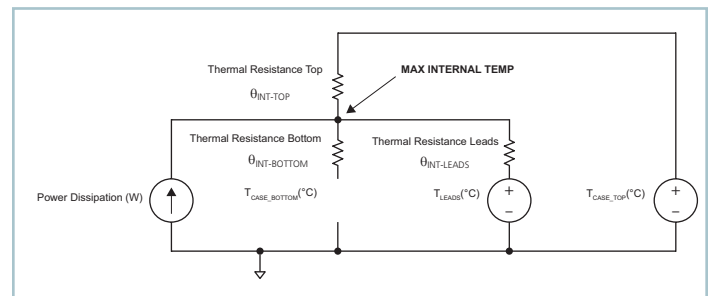 Thermal Resistance Top
MAX INTERNAL TEMP
θINT-TOP
Thermal Resistance Bottom
Thermal Resistance Leads
θINT-BOTTOM
θINT-LEADS
Power Dissipation (W)
TCASE_BOTTOM(°C)
TLEADS(°C)
TCASE_TOP(°C)
+
–
+
–